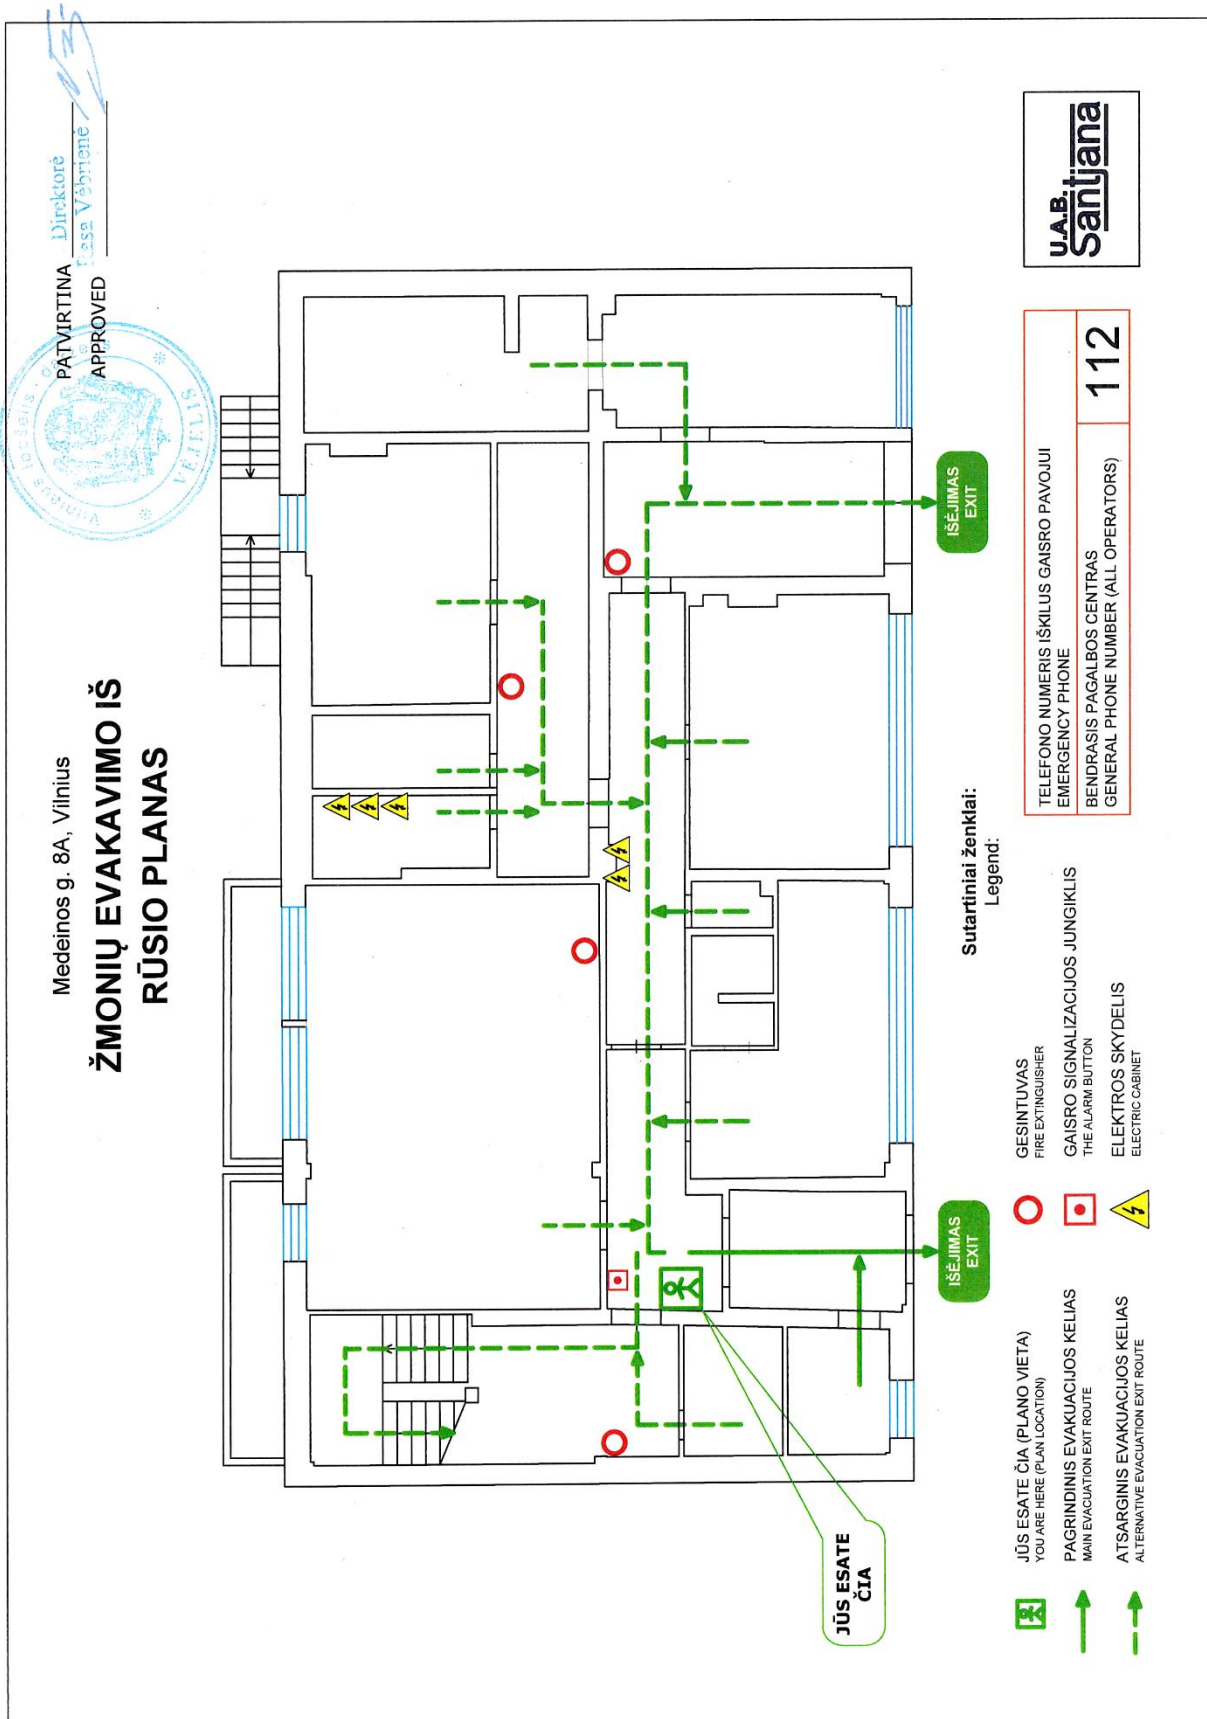 Medeinos g. 8A, Vilnius
ŽMONIŲ EVAKAVIMO IŠ
RŪSIO PLANAS
PATVIRTINA
Direktorė
Rasa Vėbrienė
APPROVED
VEJELIS
IŠĖJIMAS
EXIT
IŠĖJIMAS
EXIT
JŪS ESATE
ČIA
Sutartiniai ženklai:
Legend:
JŪS ESATE ČIA (PLANO VIETA)
YOU ARE HERE (PLAN LOCATION)
PAGRINDINIS EVAKUACIJOS KELIAS
MAIN EVACUATION EXIT ROUTE
ATSARGINIS EVAKUACIJOS KELIAS
ALTERNATIVE EVACUATION EXIT ROUTE
GESINTUVAS
FIRE EXTINGUISHER
GAISRO SIGNALIZACIJOS JUNGIKLIS
THE ALARM BUTTON
ELEKTROS SKYDELIS
ELECTRIC CABINET
TELEFONO NUMERIS IŠKILUS GAISRO PAVOJUI
EMERGENCY PHONE
BENDRASIS PAGALBOS CENTRAS
GENERAL PHONE NUMBER (ALL OPERATORS)
112
U.A.B.
Santjana